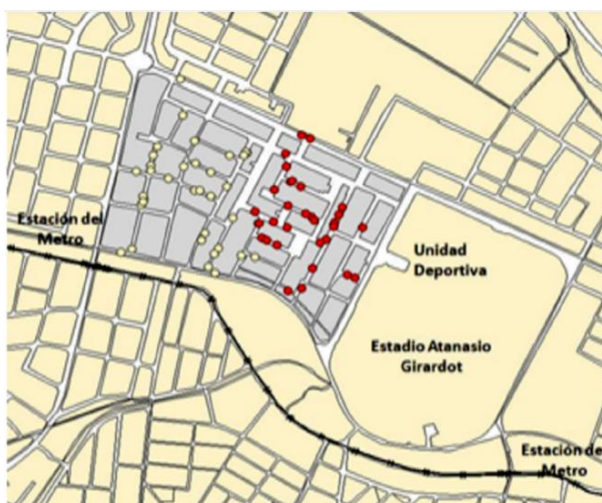 Estación del
Metro
Unidad
Deportiva
Estadio Atanasio
Girardot
Estación de
Metro